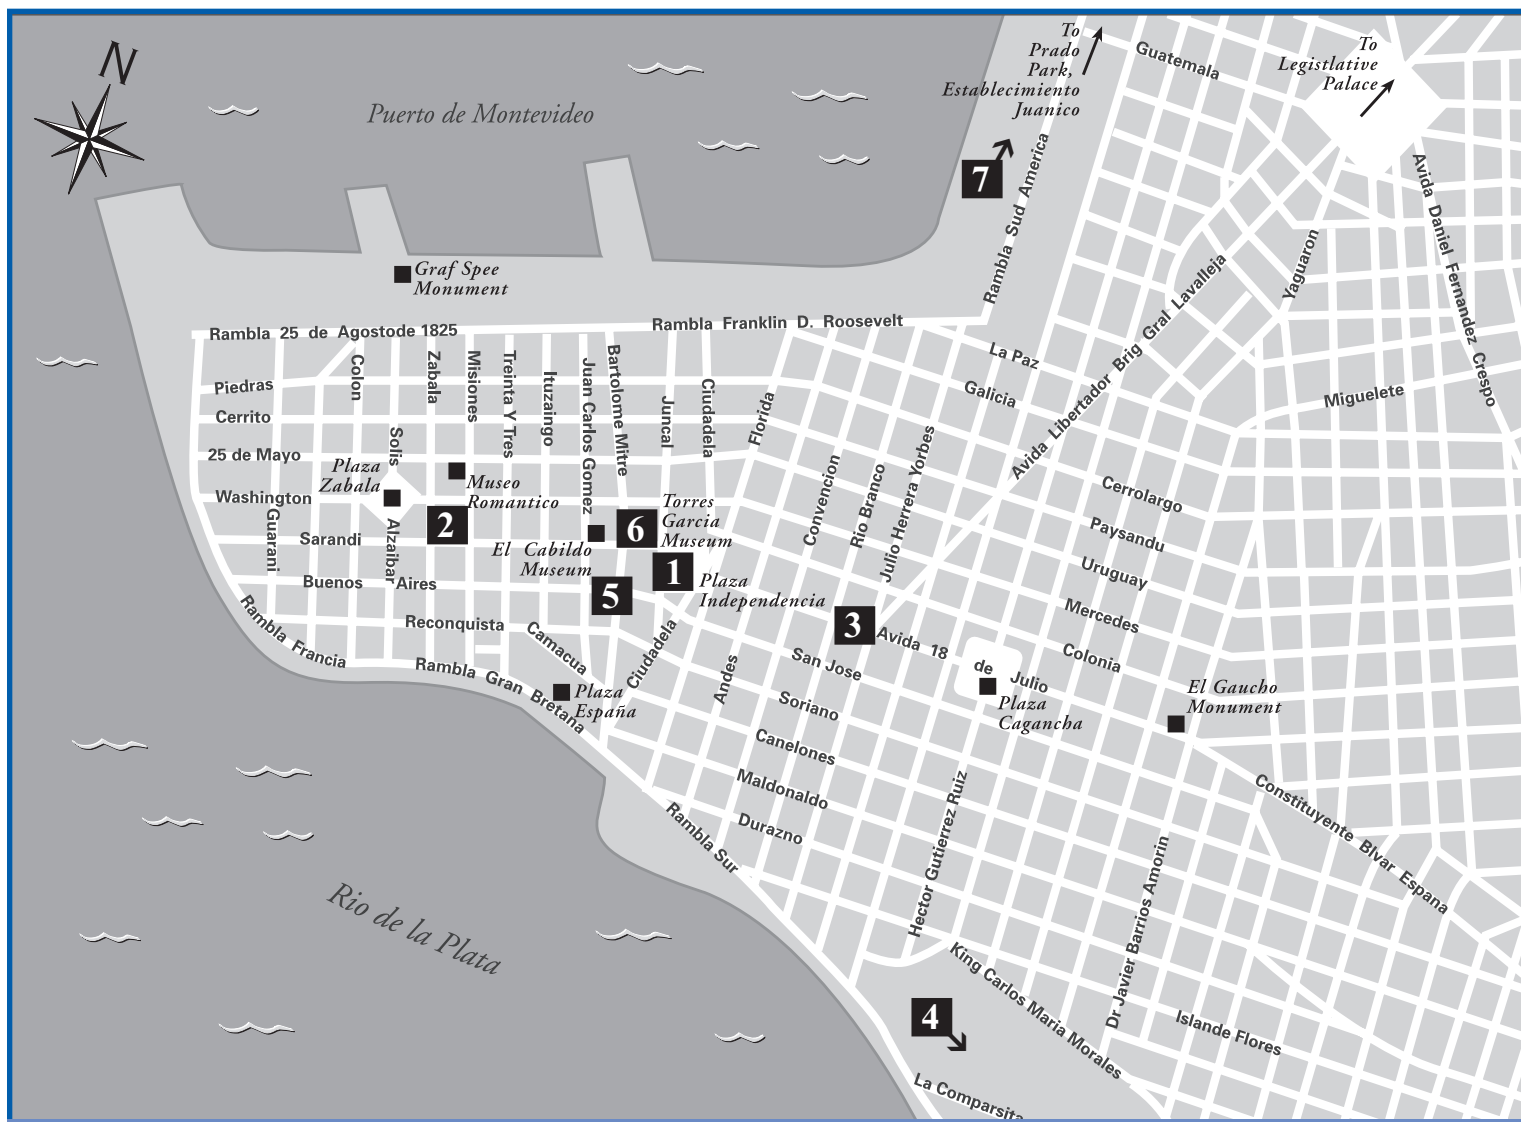 N
Puerto de Montevideo
To
Prado
Park,
Establecimiento
Juanico
To
Legistlative
Palace
Guatemala
7
Rambla Sud America
Avida Daniel Fernandez Crespo
Yaguaron
Avida Libertador Brig Gral Lavalleja
Graf Spee
Monument
Rambla 25 de Agostode 1825
Rambla Franklin D. Roosevelt
La Paz
Galicia
Miguelete
Piedras
Cerrito
25 de Mayo
Washington
Sarandi
Buenos Aires
Reconquista
Guarani
Colon
Solis
Alzaibar
Zabala
Misiones
Treinta Y Tres
Ituzaingo
Juan Carlos Gomez
Bartolome Mitre
Juncal
Ciudadela
Florida
Convencion
Rio Branco
Julio Herrera Yorbes
Plaza
Zabala
Museo
Romantico
2
Torres
Garcia
Museum
6
El Cabildo
Museum
5
1
Plaza
Independencia
3
Avida 18 de Julio
Cerrolargo
Paysandu
Uruguay
Mercedes
Colonia
Rambla Francia
Rambla Gran Bretana
Camacua
Ciudadela
Andes
San Jose
Soriano
Canelones
Maldonaldo
Durazno
Plaza
España
Plaza
Cagancha
El Gaucho
Monument
Constituyente Blvar Espana
Rambla Sur
Hector Gutierrez Ruiz
Dr Javier Barrios Amorin
Rio de la Plata
King Carlos Maria Morales
Islande Flores
4
La Comparsita